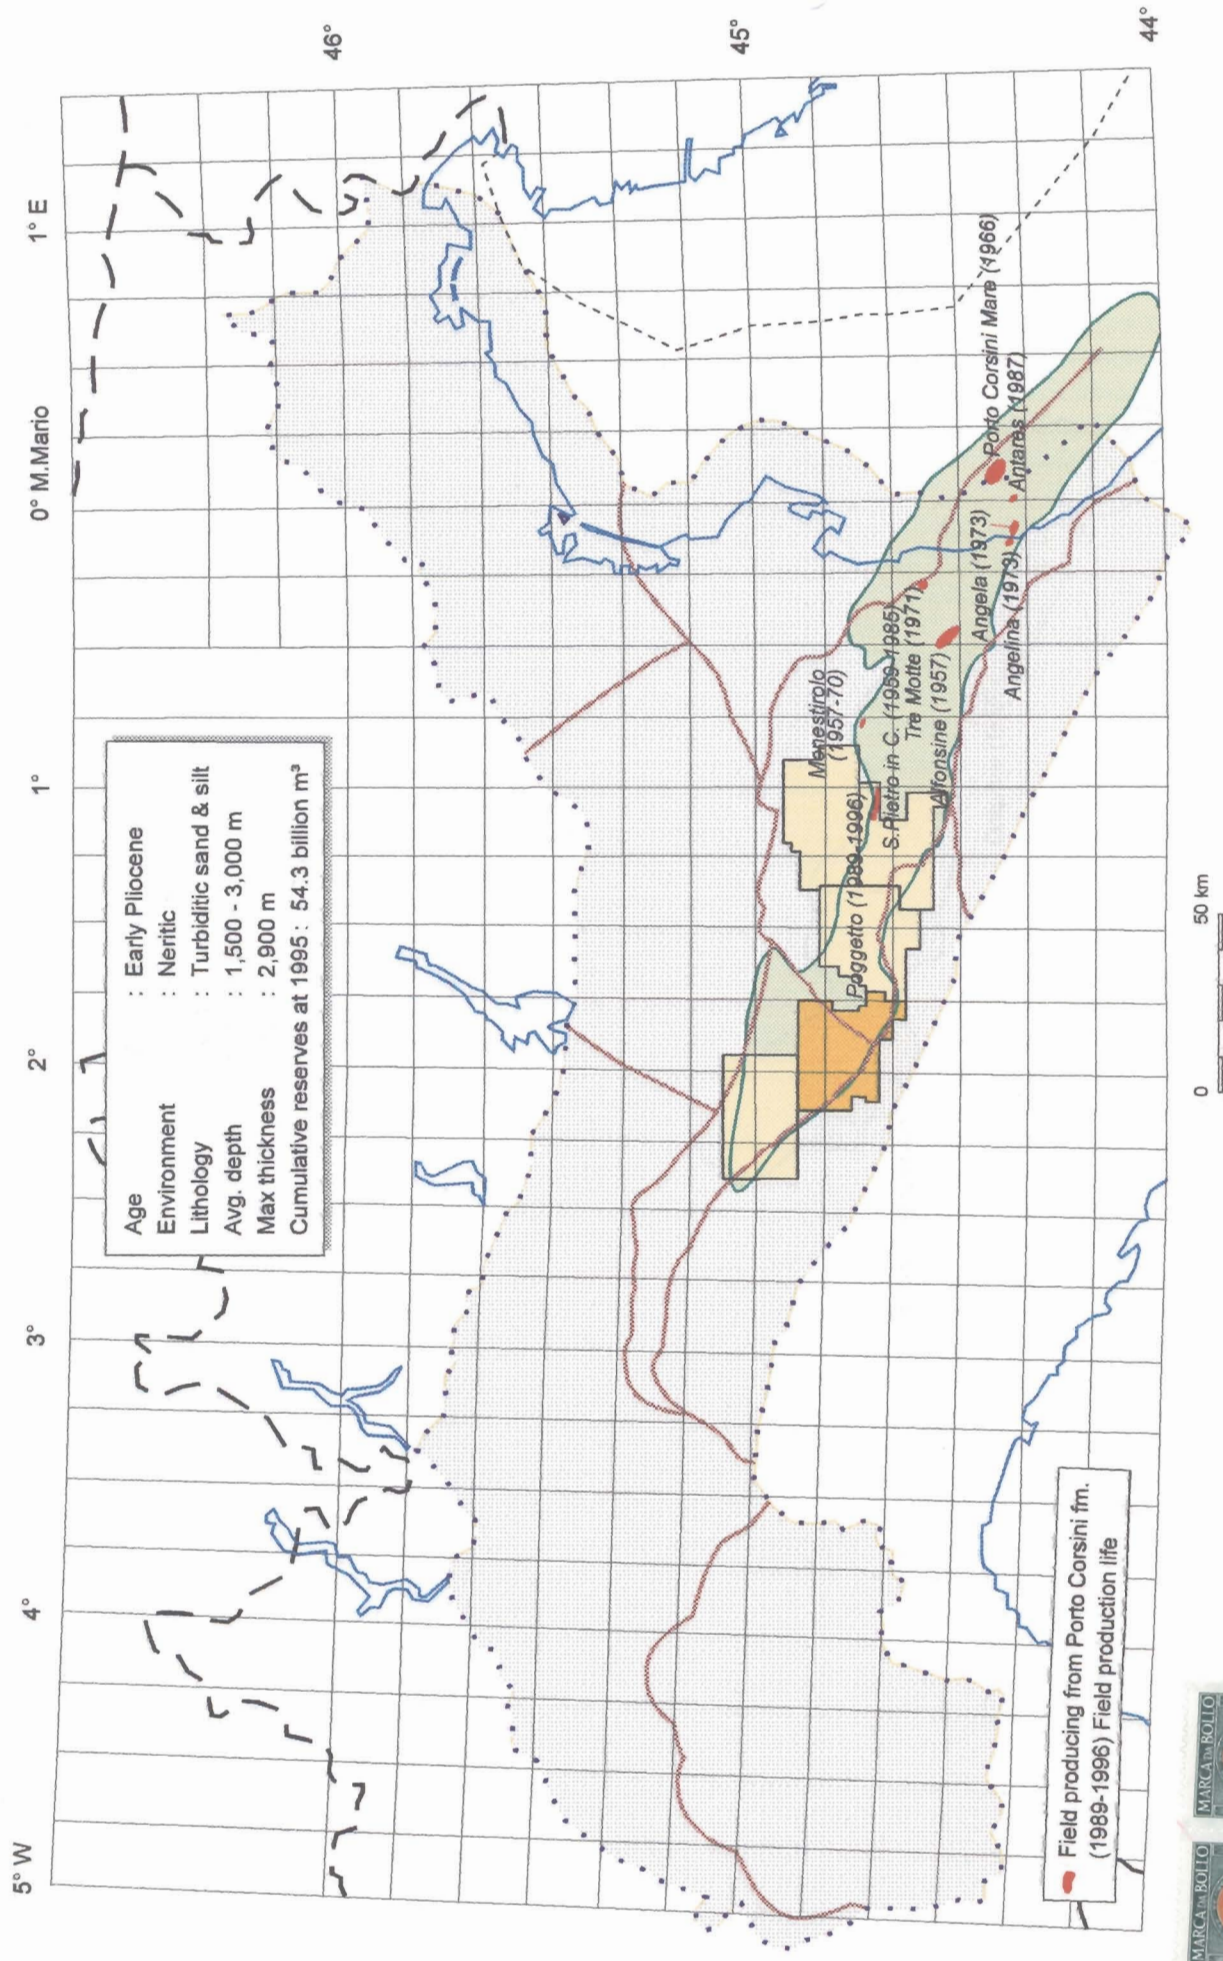 5° W
4°
3°
2°
1°
0° M.Mario
1° E
46°
45°
44°
Age : Early Pliocene
Environment : Neritic
Lithology : Turbiditic sand & silt
Avg. depth : 1,500 - 3,000 m
Max thickness : 2,900 m
Cumulative reserves at 1995 : 54.3 billion m³
Menestirolo
(1957-70)
Poggetto (1989-1996)
S.Pietro in C. (1959-1985)
Tre Motte (1971)
Alfonsine (1957)
Angela (1973)
Angelina (1973)
Porto Corsini Mare (1966)
Antares (1987)
Field producing from Porto Corsini fm.
(1989-1996) Field production life
0 50 km
MARCA DA BOLLO
MARCA DA BOLLO